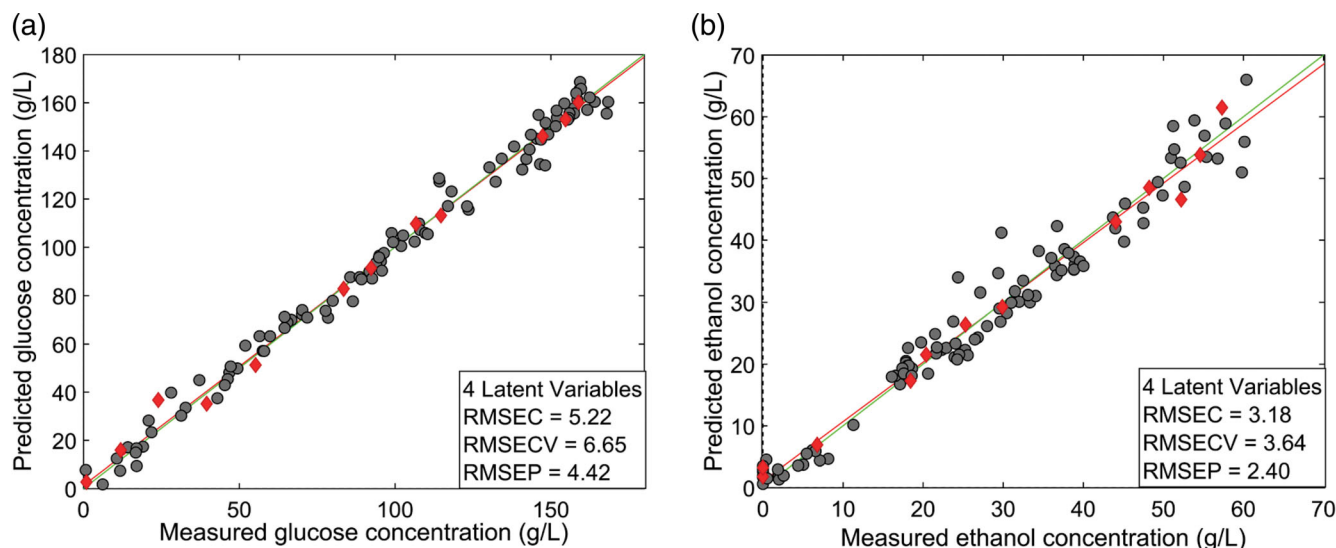 (a)
Predicted glucose concentration (g/L)
180
160
140
120
100
80
60
40
20
0
0
50
100
150
Measured glucose concentration (g/L)
4 Latent Variables
RMSEC = 5.22
RMSECV = 6.65
RMSEP = 4.42
(b)
Predicted ethanol concentration (g/L)
70
60
50
40
30
20
10
0
0
10
20
30
40
50
60
70
Measured ethanol concentration (g/L)
4 Latent Variables
RMSEC = 3.18
RMSECV = 3.64
RMSEP = 2.40